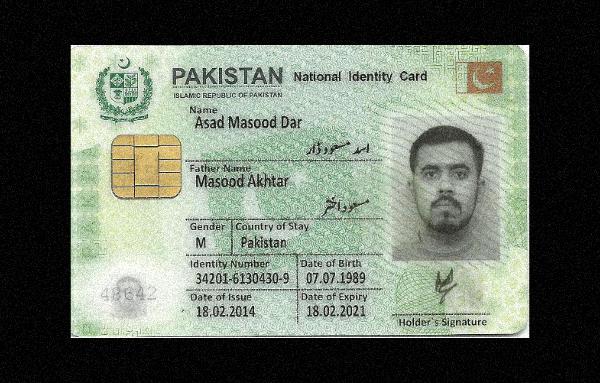 PAKISTAN National Identity Card
ISLAMIC REPUBLIC OF PAKISTAN
Name
Asad Masood Dar
اسد مسعود ڈار
Father Name
Masood Akhtar
مسعود اختر
Gender Country of Stay
M Pakistan
Identity Number Date of Birth
34201-6130430-9 07.07.1989
Date of Issue Date of Expiry
18.02.2014 18.02.2021
48642
Holder's Signature